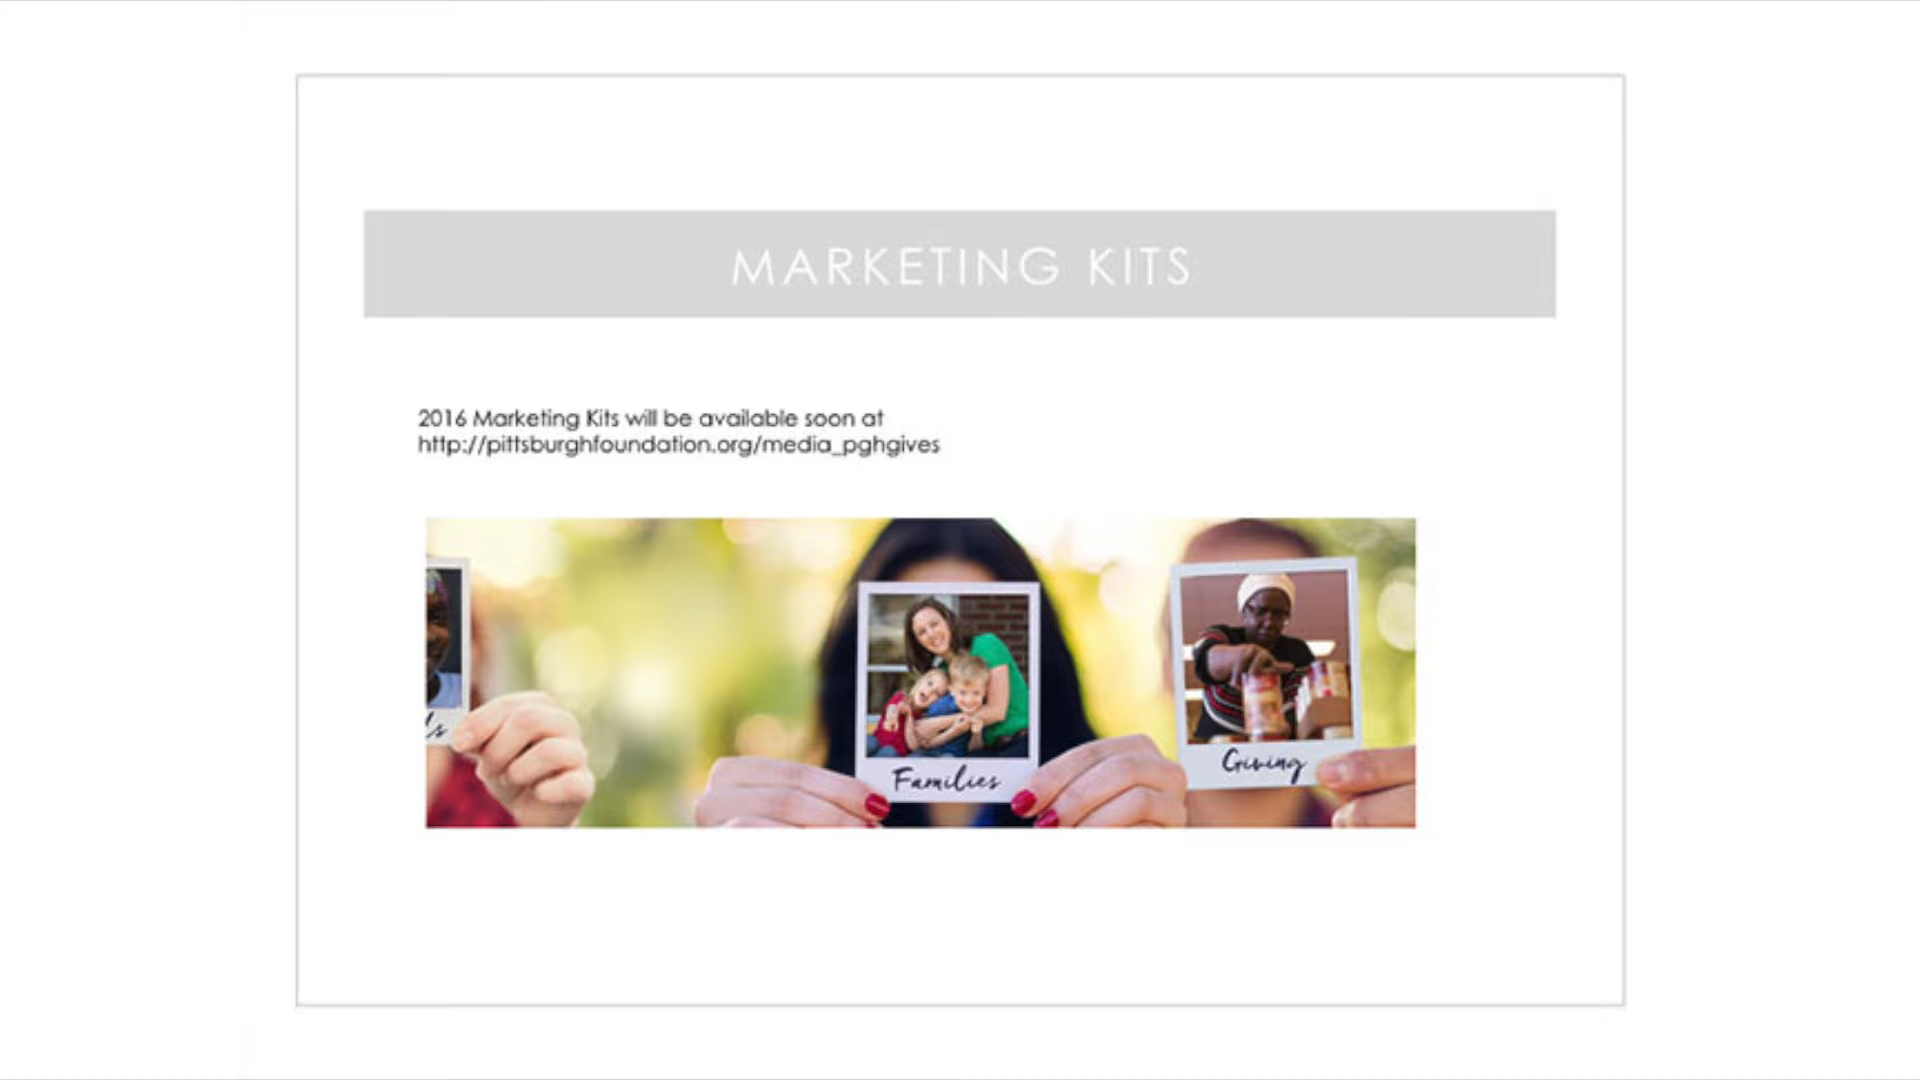 MARKETING KITS
2016 Marketing Kits will be available soon at
http://pittsburghfoundation.org/media_pghgives
Families
Giving